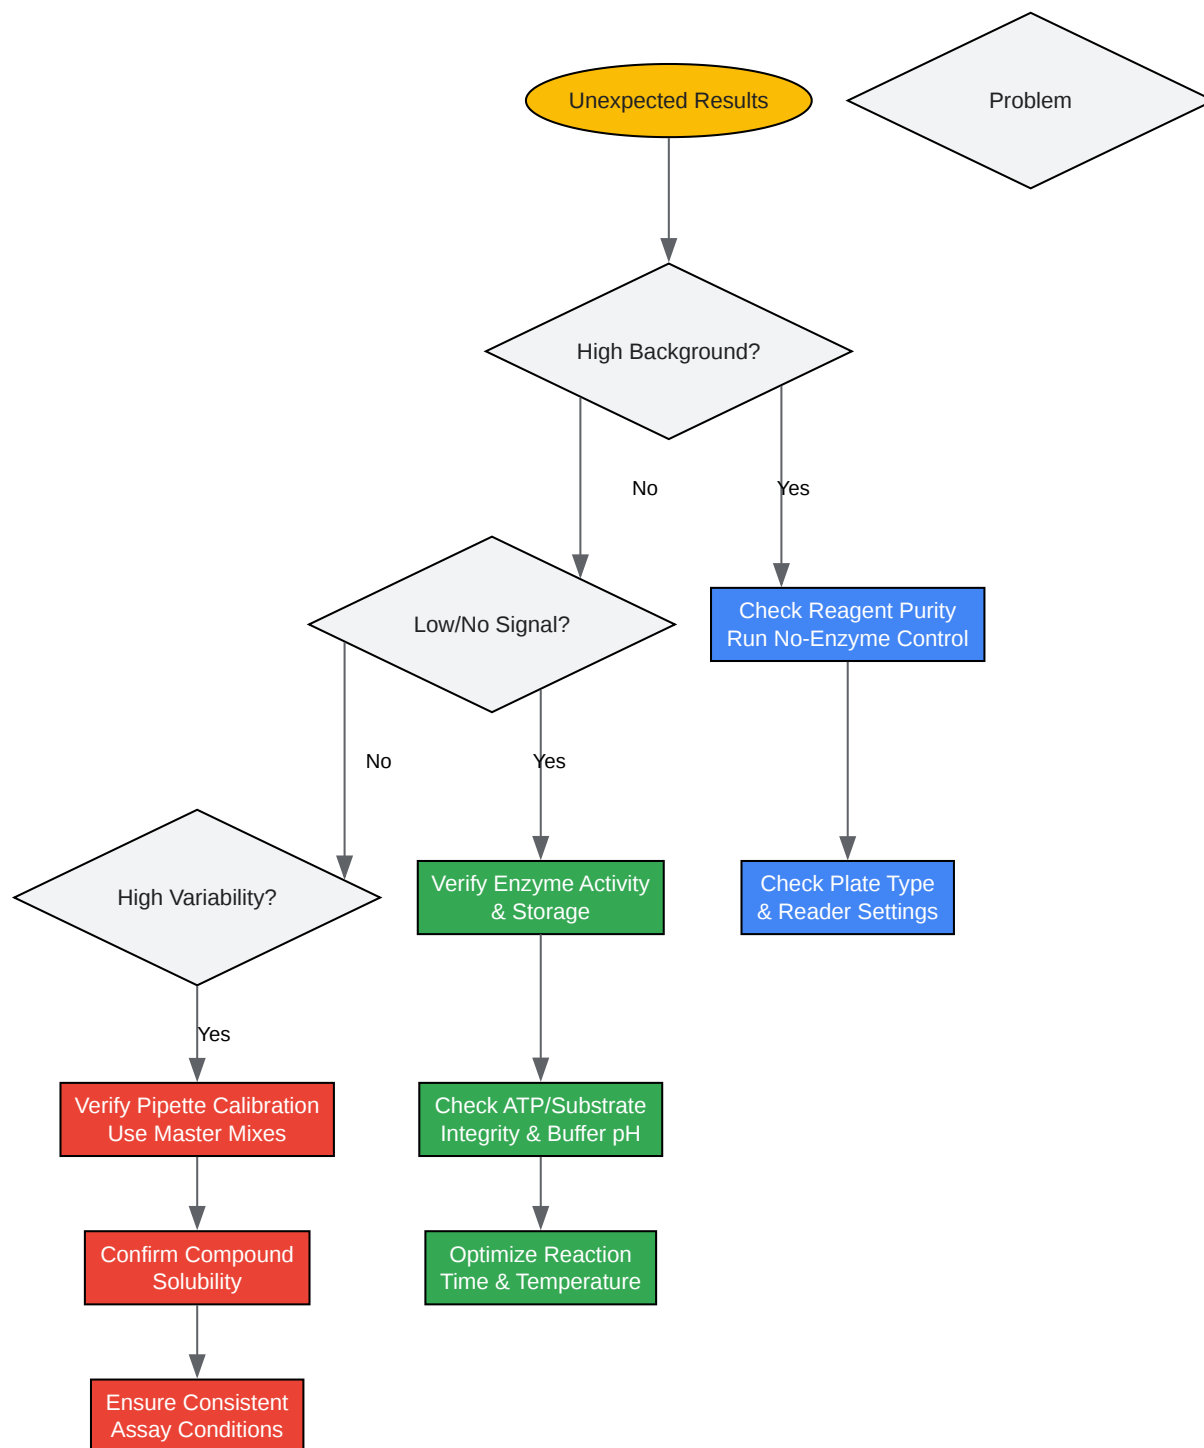 Unexpected Results
Problem
High Background?
No
Yes
Low/No Signal?
Check Reagent Purity
Run No-Enzyme Control
No
Yes
High Variability?
Verify Enzyme Activity
& Storage
Check Plate Type
& Reader Settings
Yes
Verify Pipette Calibration
Use Master Mixes
Check ATP/Substrate
Integrity & Buffer pH
Confirm Compound
Solubility
Optimize Reaction
Time & Temperature
Ensure Consistent
Assay Conditions